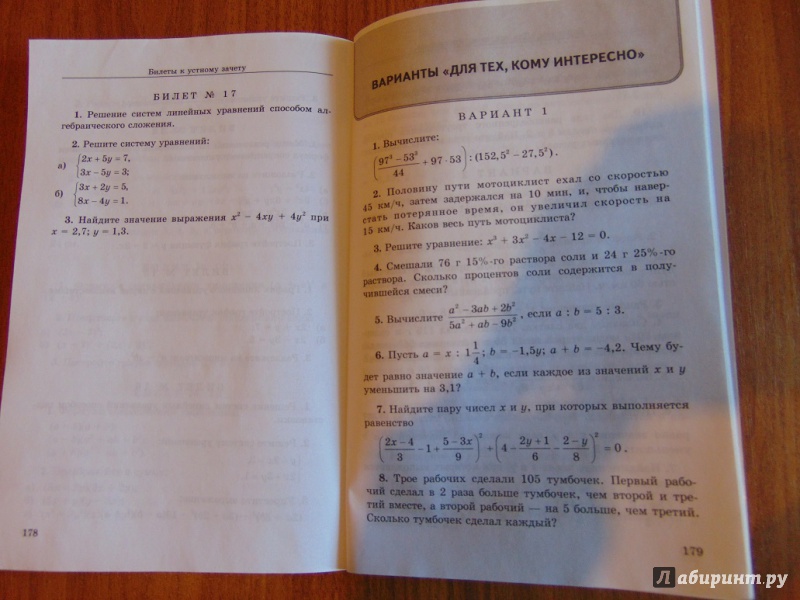 Билеты к устному зачету
БИЛЕТ № 17
1. Решение систем линейных уравнений способом ал-
гебраического сложения.
2. Решите систему уравнений:
а) { 2x + 5y = 7,
3x − 5y = 3;
б) { 3x + 2y = 5,
8x − 4y = 1.
3. Найдите значение выражения x² − 4xy + 4y² при
x = 2,7; y = 1,3.
178
ВАРИАНТЫ «ДЛЯ ТЕХ, КОМУ ИНТЕРЕСНО»
ВАРИАНТ 1
1. Вычислите:
((97³ − 53³)/44 + 97 · 53) : (152,5² − 27,5²).
2. Половину пути мотоциклист ехал со скоростью
45 км/ч, затем задержался на 10 мин, и, чтобы навер-
стать потерянное время, он увеличил скорость на
15 км/ч. Каков весь путь мотоциклиста?
3. Решите уравнение: x³ + 3x² − 4x − 12 = 0.
4. Смешали 76 г 15%-го раствора соли и 24 г 25%-го
раствора. Сколько процентов соли содержится в полу-
чившейся смеси?
5. Вычислите (a² − 3ab + 2b²)/(5a² + ab − 9b²), если a : b = 5 : 3.
6. Пусть a = x : 1 1/4; b = −1,5y; a + b = −4,2. Чему бу-
дет равно значение a + b, если каждое из значений x и y
уменьшить на 3,1?
7. Найдите пару чисел x и y, при которых выполняется
равенство
((2x − 4)/3 − 1 + (5 − 3x)/9)² + (4 − (2y + 1)/6 − (2 − y)/8)² = 0.
8. Трое рабочих сделали 105 тумбочек. Первый рабо-
чий сделал в 2 раза больше тумбочек, чем второй и тре-
тий вместе, а второй рабочий — на 5 больше, чем третий.
Сколько тумбочек сделал каждый?
179
Лабиринт.ру